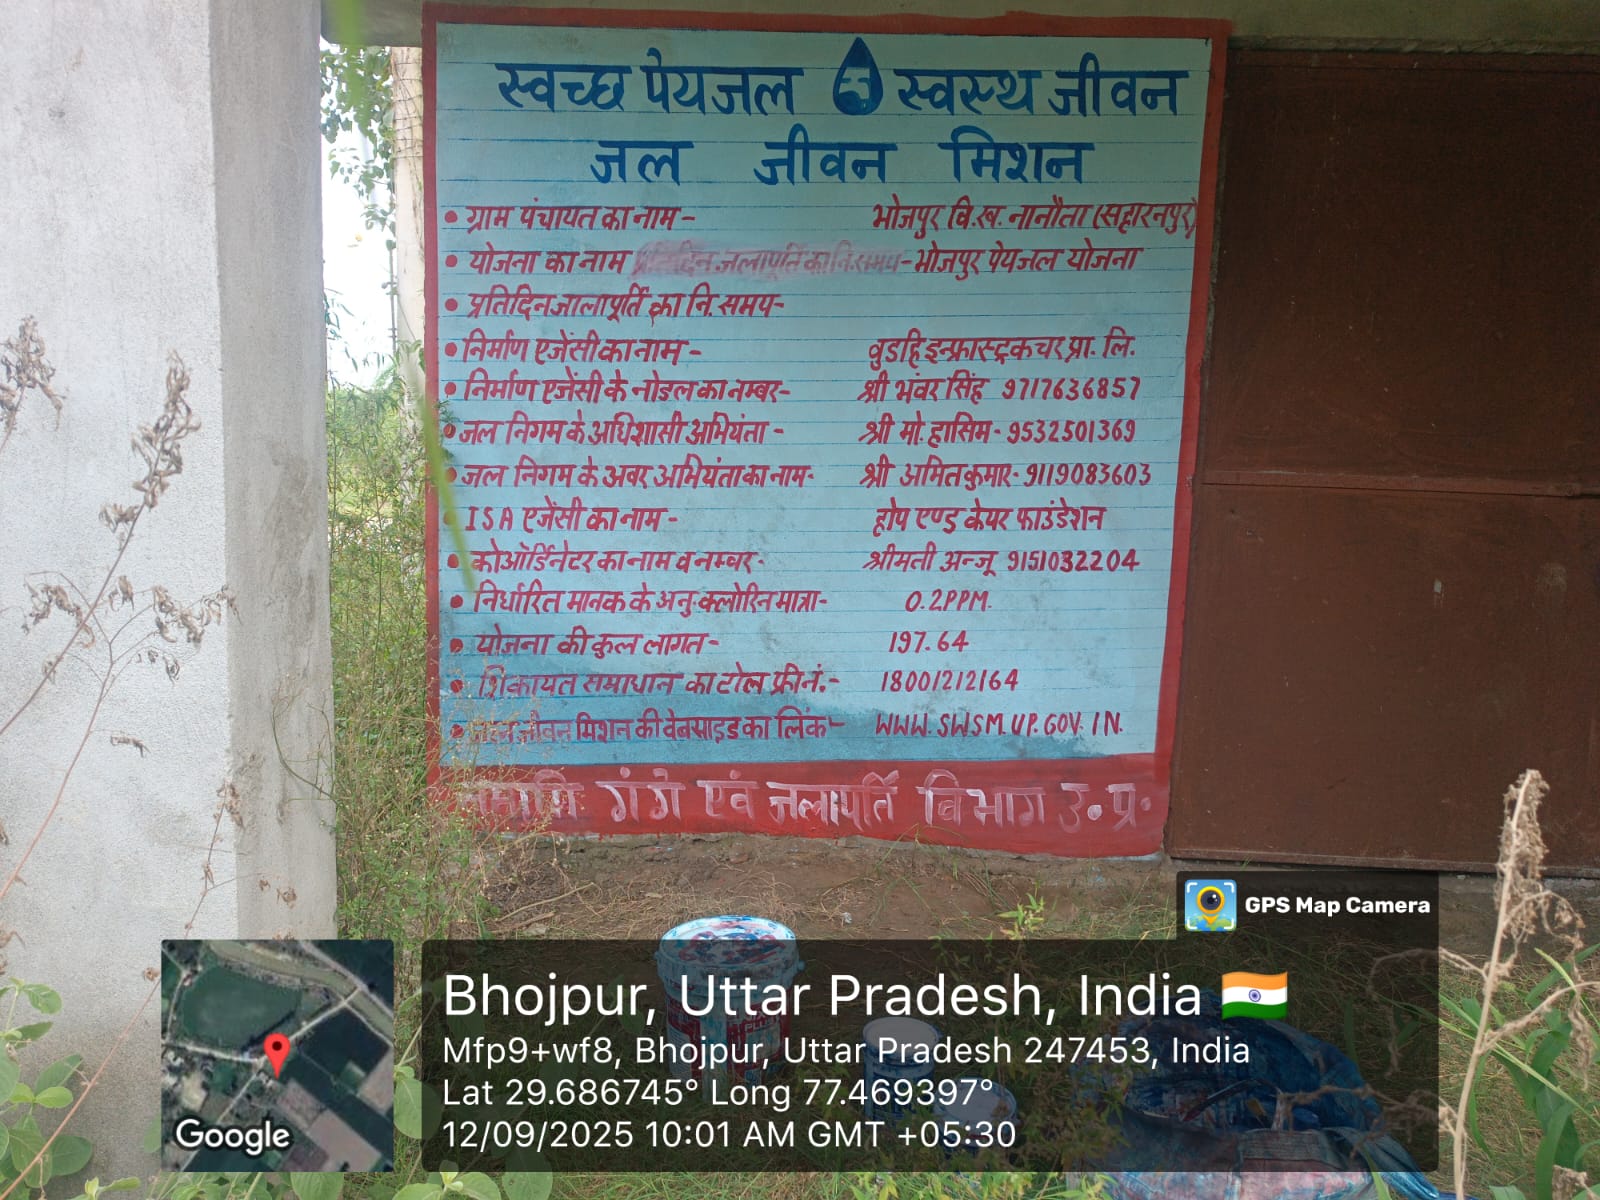 स्वच्छ पेयजल स्वस्थ जीवन
जल जीवन मिशन
• ग्राम पंचायत का नाम - भोजपुर वि.ख. नानौता (सहारनपुर)
• योजना का नाम प्रतिदिन जलापूर्ति का नि. समय - भोजपुर पेयजल योजना
• प्रतिदिन जालापूर्ति का नि. समय-
• निर्माण एजेंसी का नाम - वुडहि इन्फ्रास्ट्रकचर प्रा. लि.
• निर्माण एजेंसी के नोडल का नम्बर- श्री भंवर सिंह 9717636857
• जल निगम के अधिशासी अभियंता - श्री मो. हासिम - 9532501369
• जल निगम के अवर अभियंता का नाम- श्री अमित कुमार - 9119083603
• ISA एजेंसी का नाम - होप एण्ड केयर फाउंडेशन
• कोऑर्डिनेटर का नाम व नम्बर- श्रीमती अन्जू 9151032204
• निर्धारित मानक के अनु. क्लोरिन मात्रा- 0.2PPM.
• योजना की कुल लागत - 197.64
• शिकायत समाधान का टोल फ्री नं.- 18001212164
• जल जीवन मिशन की वेबसाइड का लिंक- WWW.SWSM.UP.GOV.IN.
नमामि गंगे एवं जलापूर्ति विभाग उ॰ प्र॰
GPS Map Camera
Bhojpur, Uttar Pradesh, India
Mfp9+wf8, Bhojpur, Uttar Pradesh 247453, India
Lat 29.686745° Long 77.469397°
12/09/2025 10:01 AM GMT +05:30
Google